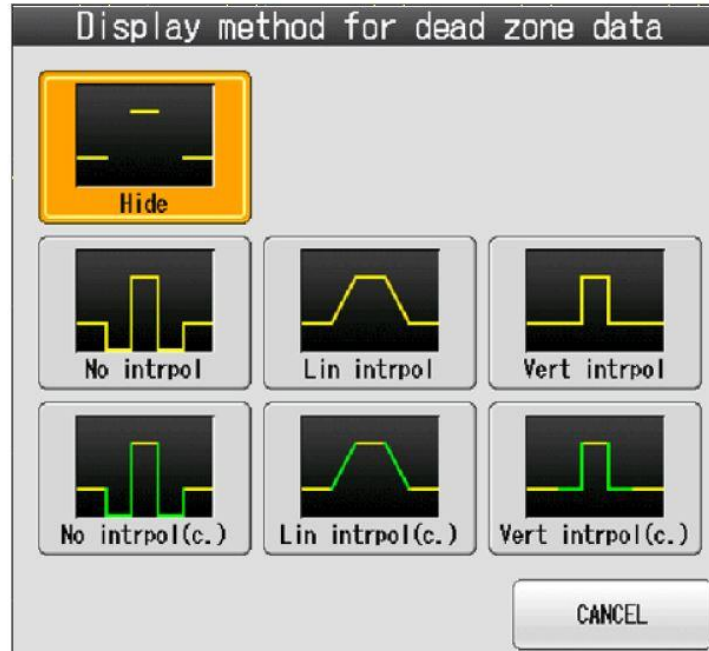 Display method for dead zone data
Hide
No intrpol
Lin intrpol
Vert intrpol
No intrpol(c.)
Lin intrpol(c.)
Vert intrpol(c.)
CANCEL